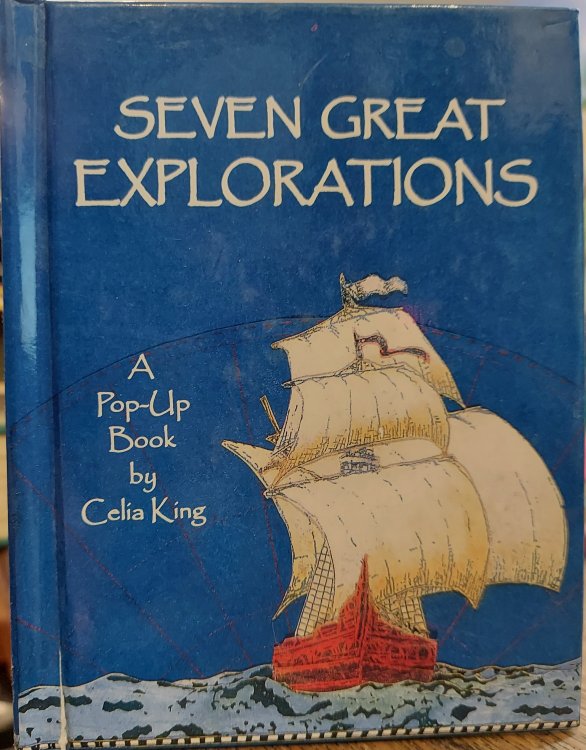 SEVEN GREAT
EXPLORATIONS
A
Pop-Up
Book
by
Celia King